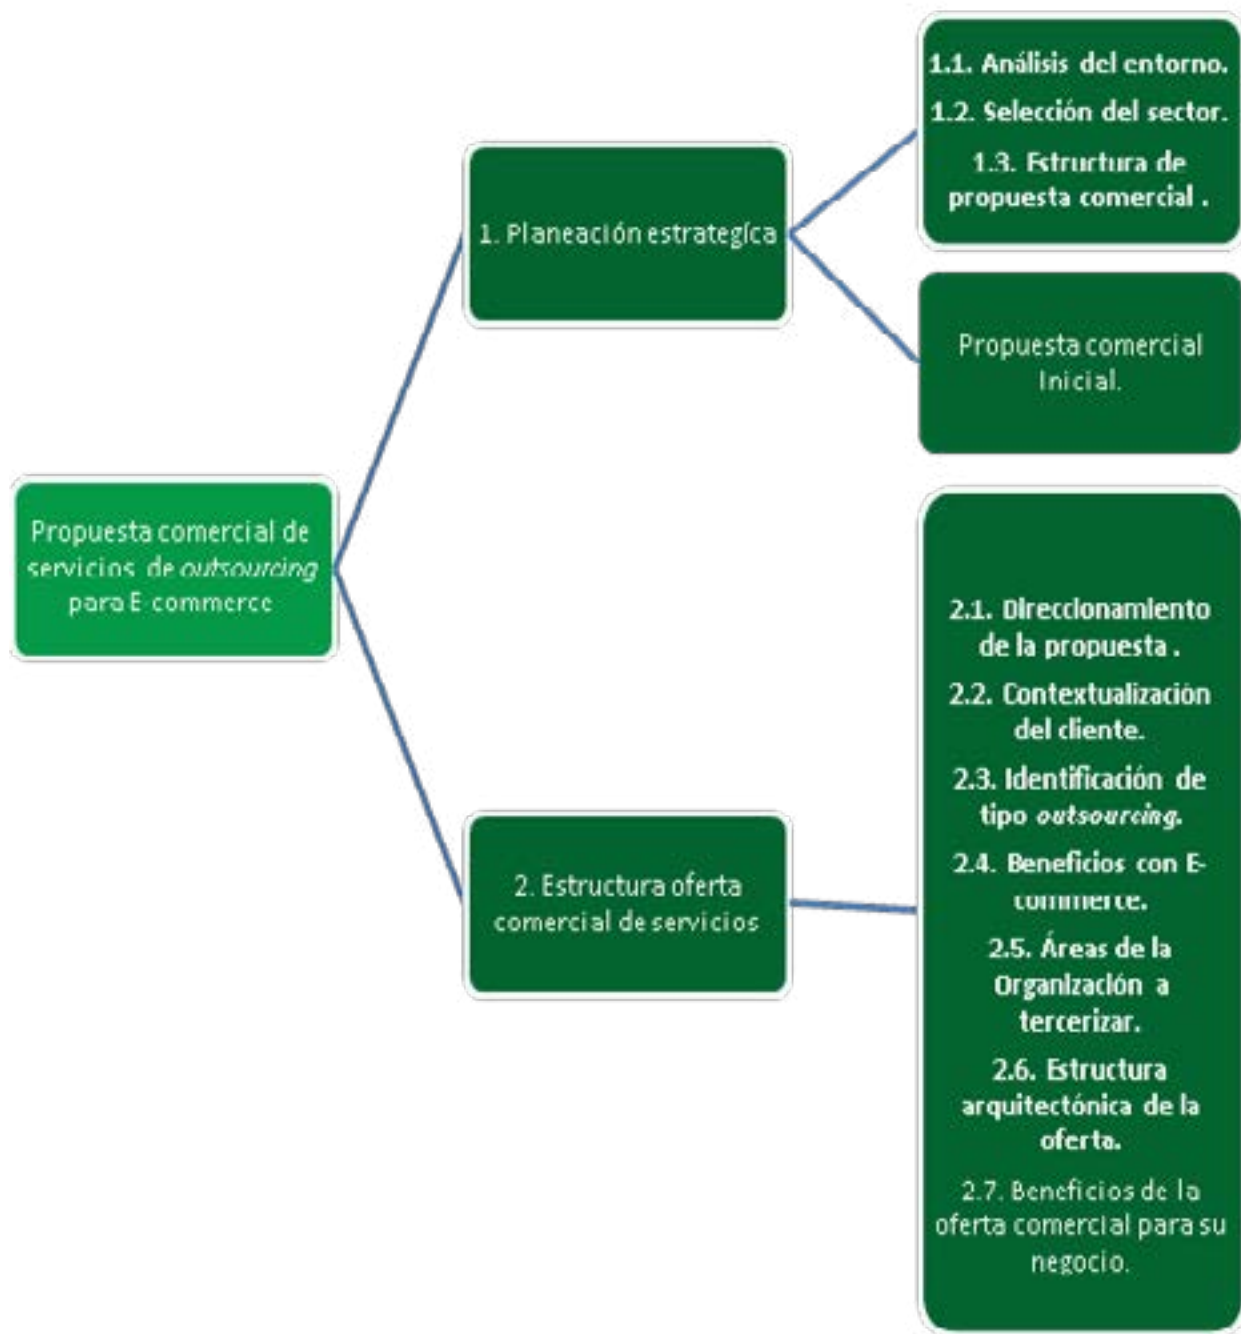 Propuesta comercial de
servicios de outsourcing
para E-commerce
1. Planeación estrategíca
1.1. Análisis del entorno.
1.2. Selección del sector.
1.3. Estructura de
propuesta comercial .
Propuesta comercial
Inicial.
2. Estructura oferta
comercial de servicios
2.1. Direccionamiento
de la propuesta .
2.2. Contextualización
del cliente.
2.3. Identificación de
tipo outsourcing.
2.4. Beneficios con E-
commerce.
2.5. Áreas de la
Organización a
tercerizar.
2.6. Estructura
arquitectónica de la
oferta.
2.7. Beneficios de la
oferta comercial para su
negocio.